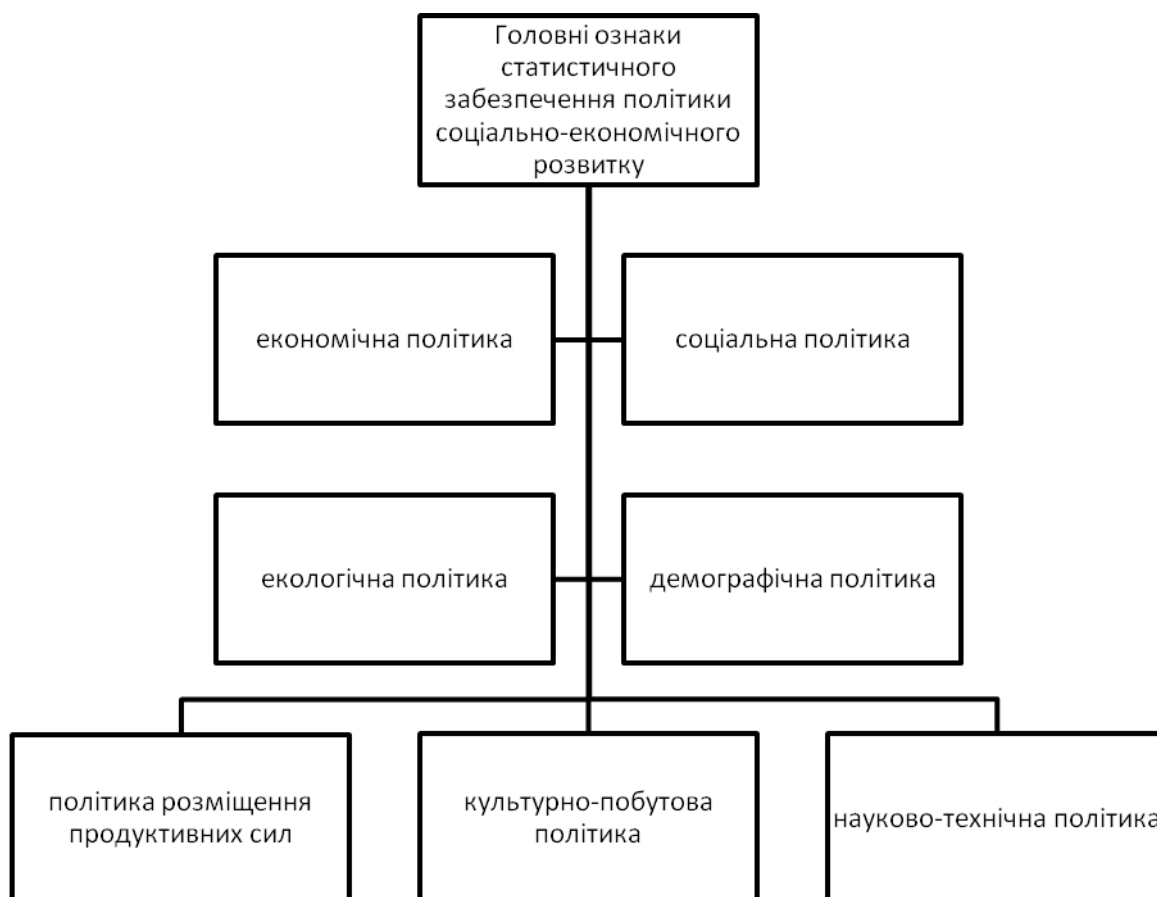 Головні ознаки
статистичного
забезпечення політики
соціально-економічного
розвитку
економічна політика
соціальна політика
екологічна політика
демографічна політика
політика розміщення
продуктивних сил
культурно-побутова
політика
науково-технічна політика